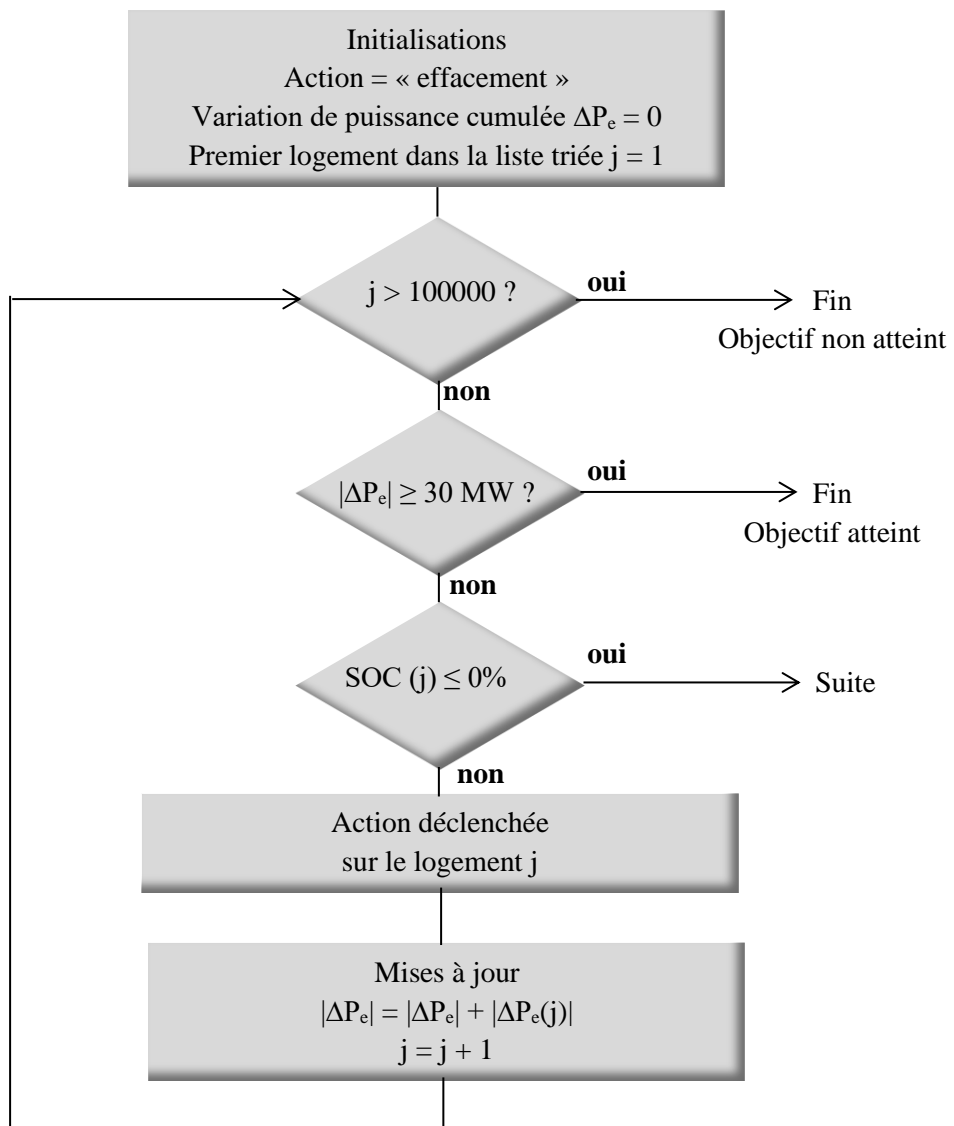 Initialisations
Action = « effacement »
Variation de puissance cumulée ΔPₑ = 0
Premier logement dans la liste triée j = 1
j > 100000 ?
oui
Fin
Objectif non atteint
non
|ΔPₑ| ≥ 30 MW ?
oui
Fin
Objectif atteint
non
SOC (j) ≤ 0%
oui
Suite
non
Action déclenchée
sur le logement j
Mises à jour
|ΔPₑ| = |ΔPₑ| + |ΔPₑ(j)|
j = j + 1